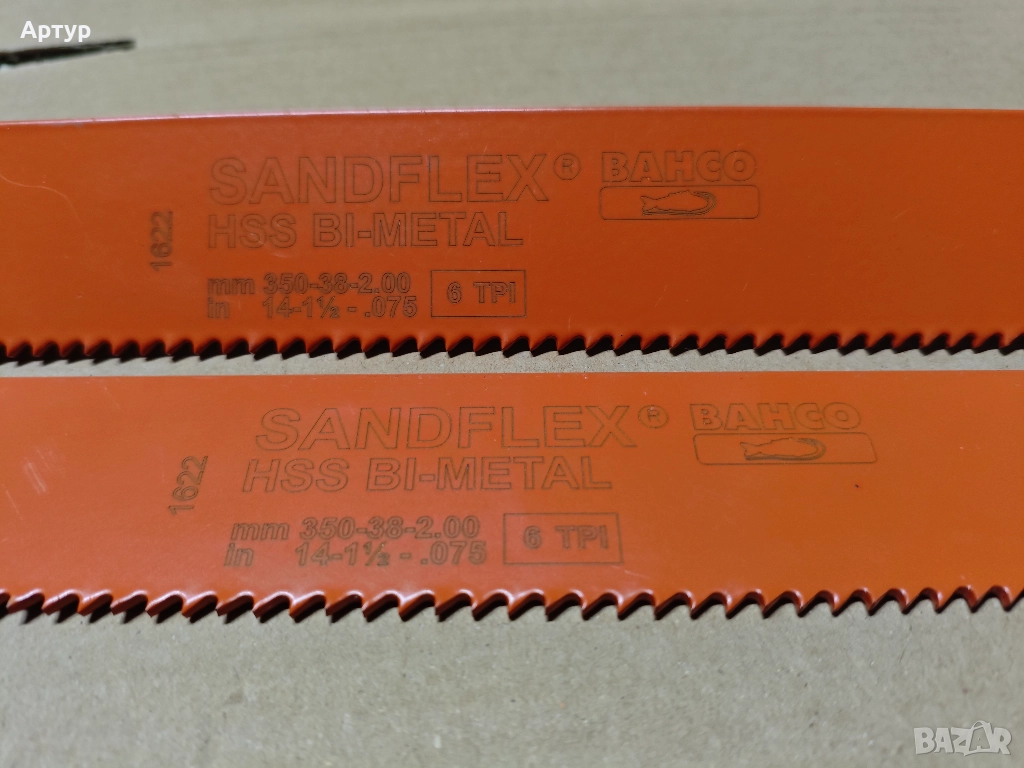 Артур
SANDFLEX® BAHCO
HSS BI-METAL
1622
mm 350-38-2.00
in 14-1½-.075
6 TPI
SANDFLEX® BAHCO
HSS BI-METAL
1622
mm 350-38-2.00
in 14-1½-.075
6 TPI
BAZAR